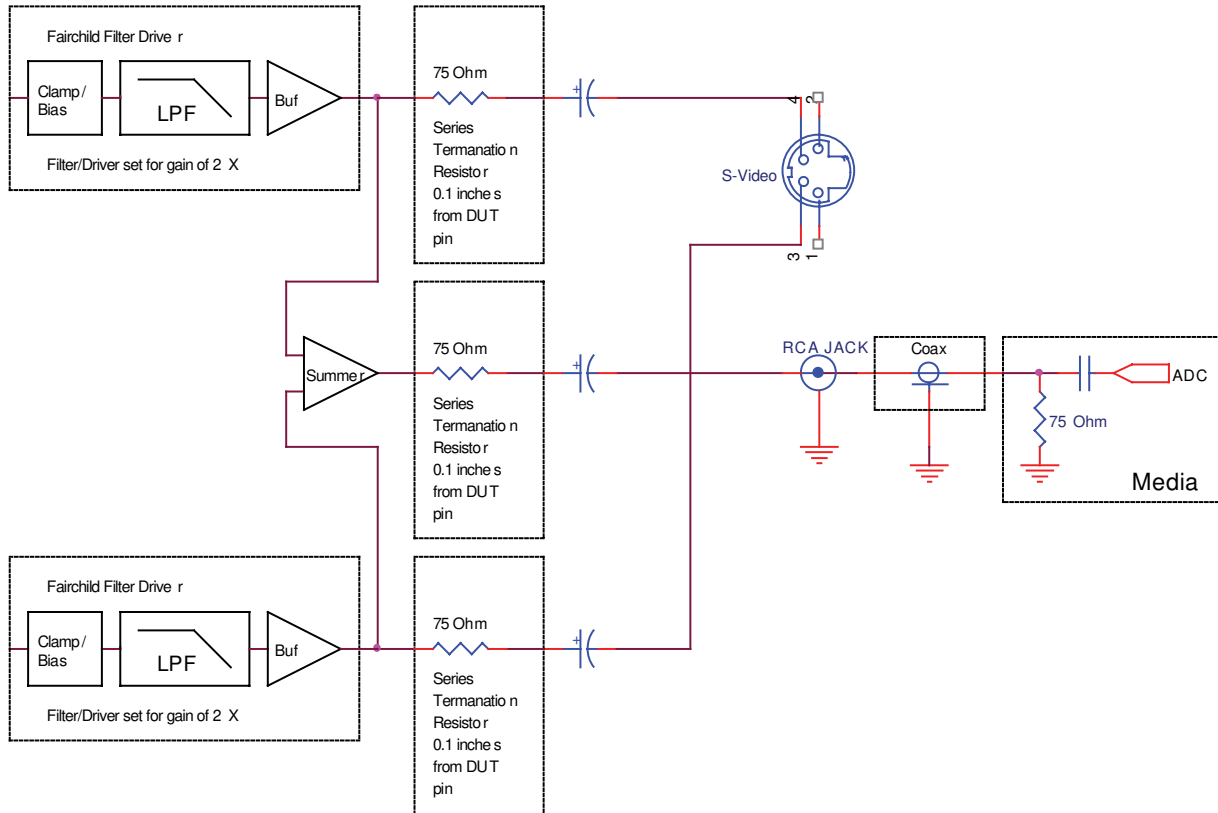 Fairchild Filter Drive r
Clamp/
Bias
LPF
Buf
Filter/Driver set for gain of 2 X
75 Ohm
Series
Termanatio n
Resisto r
0.1 inche s
from DUT
pin
4
2
S-Video
3
1
Summer
75 Ohm
Series
Termanatio n
Resisto r
0.1 inche s
from DUT
pin
RCA JACK
Coax
ADC
75 Ohm
Media
Fairchild Filter Drive r
Clamp/
Bias
LPF
Buf
Filter/Driver set for gain of 2 X
75 Ohm
Series
Termanatio n
Resisto r
0.1 inche s
from DUT
pin